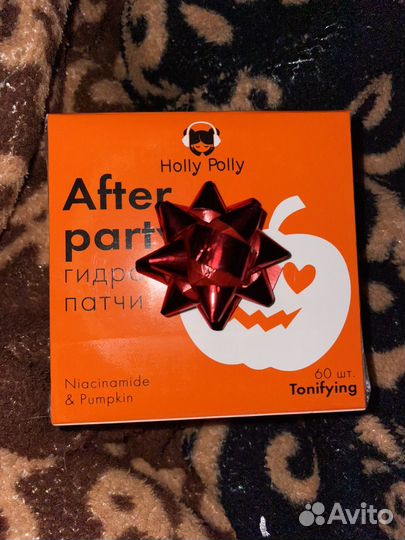 Holly Polly
After
party
гидро
патчи
Niacinamide
& Pumpkin
60 шт.
Tonifying
Avito